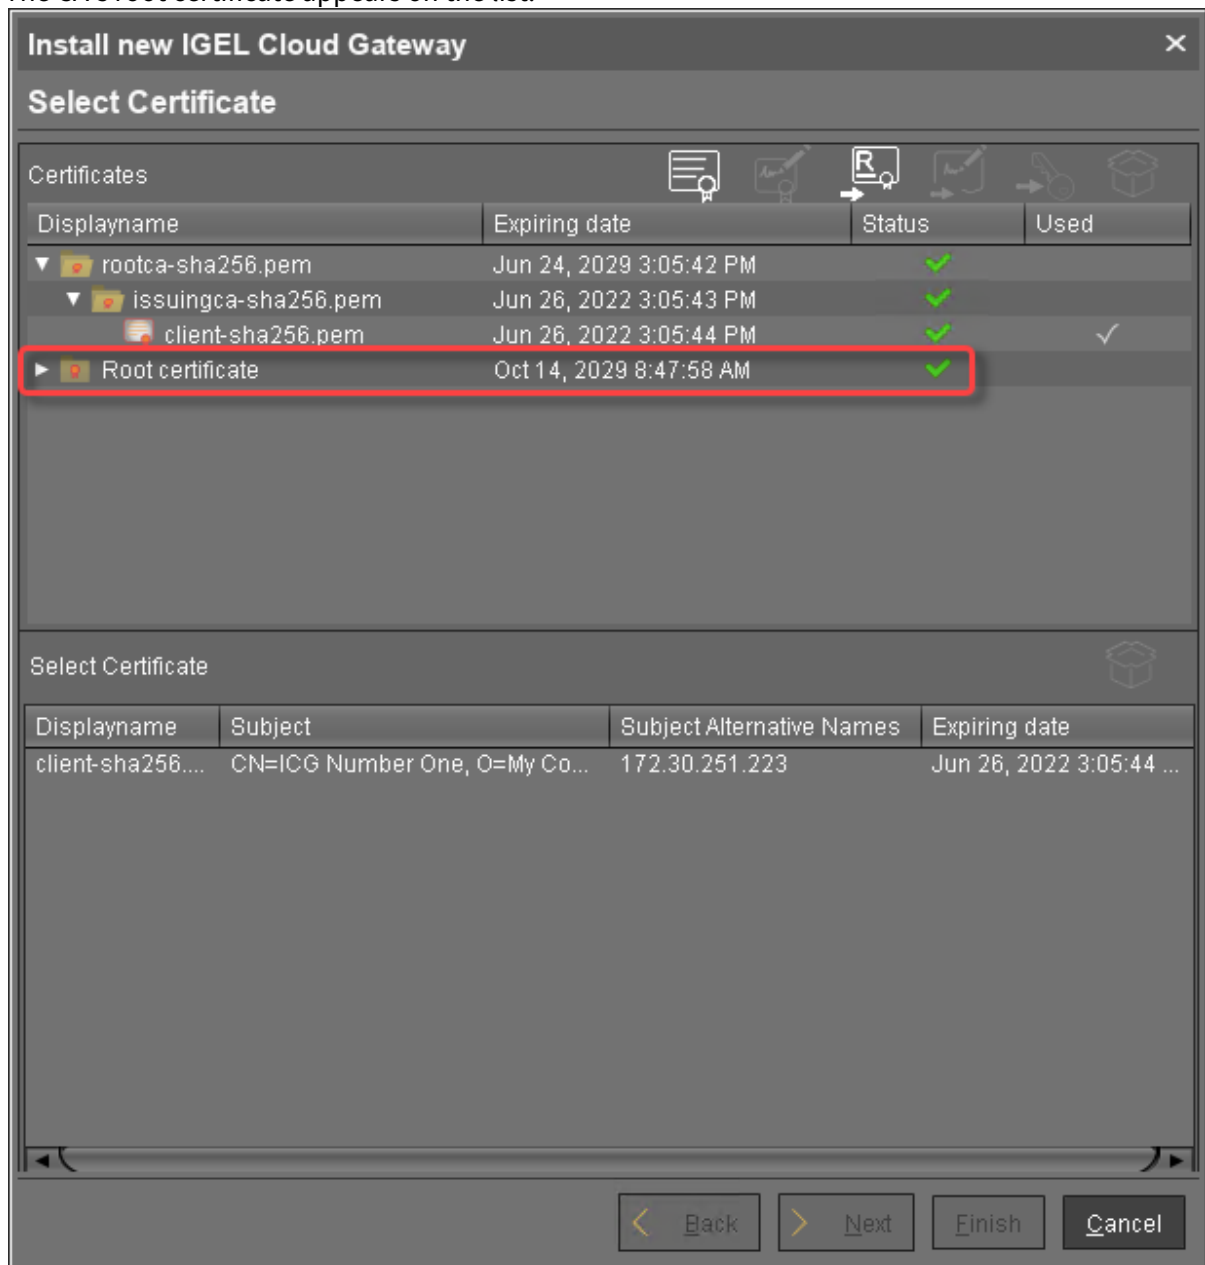 Install new IGEL Cloud Gateway
Select Certificate
Certificates
Displayname Expiring date Status Used
rootca-sha256.pem Jun 24, 2029 3:05:42 PM
issuingca-sha256.pem Jun 26, 2022 3:05:43 PM
client-sha256.pem Jun 26, 2022 3:05:44 PM
Root certificate Oct 14, 2029 8:47:58 AM
Select Certificate
Displayname Subject Subject Alternative Names Expiring date
client-sha256.... CN=ICG Number One, O=My Co... 172.30.251.223 Jun 26, 2022 3:05:44 ...
Back Next Finish Cancel